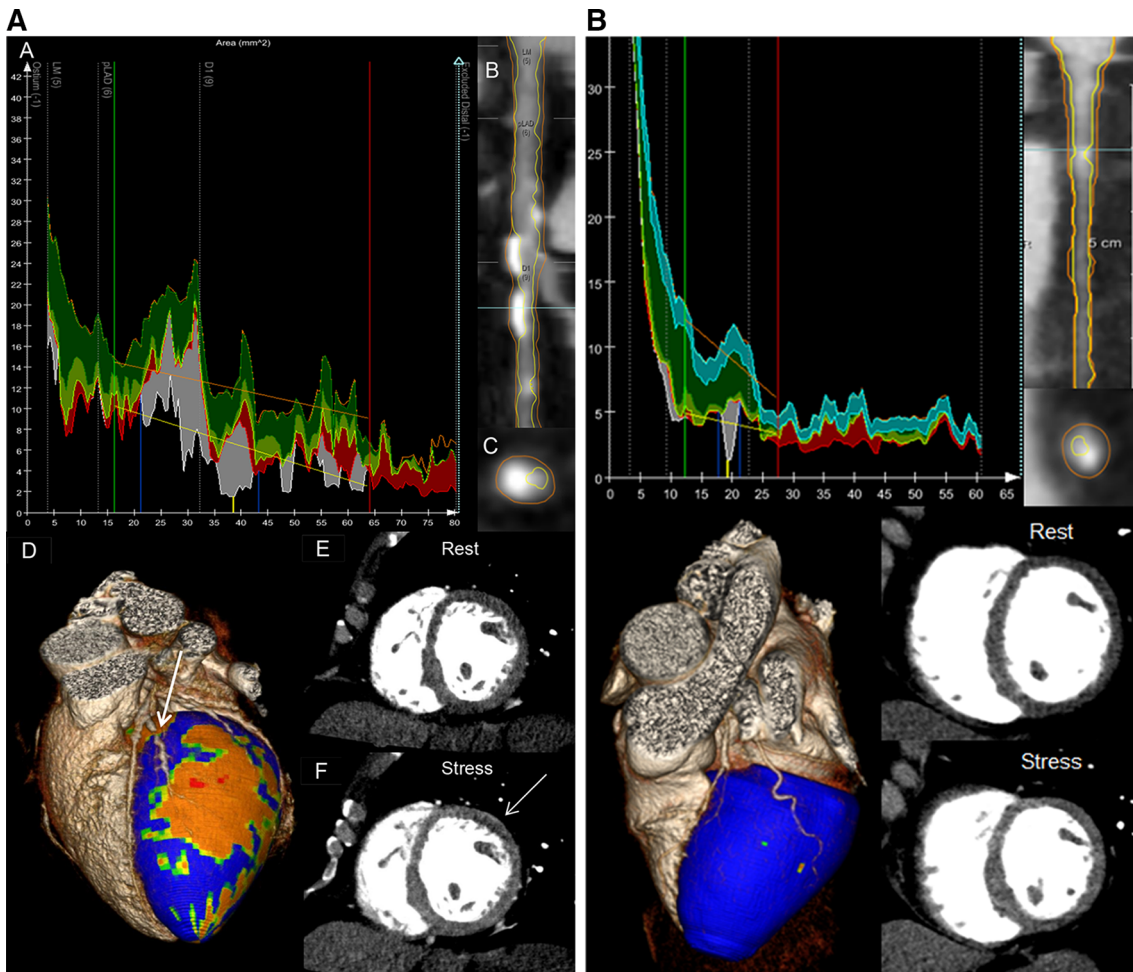 A
B
A
Area (mm^2)
Ostium (-1)
LM (5)
pLAD (6)
D1 (9)
Excluded Distal (-1)
42
40
38
36
34
32
30
28
26
24
22
20
18
16
14
12
10
8
6
4
2
0
0 5 10 15 20 25 30 35 40 45 50 55 60 65 70 75 80
B
LM
(5)
pLAD
(6)
D1
(9)
C
30
25
20
15
10
5
0
0 5 10 15 20 25 30 35 40 45 50 55 60 65
5 cm
D
E
Rest
F
Stress
Rest
Stress